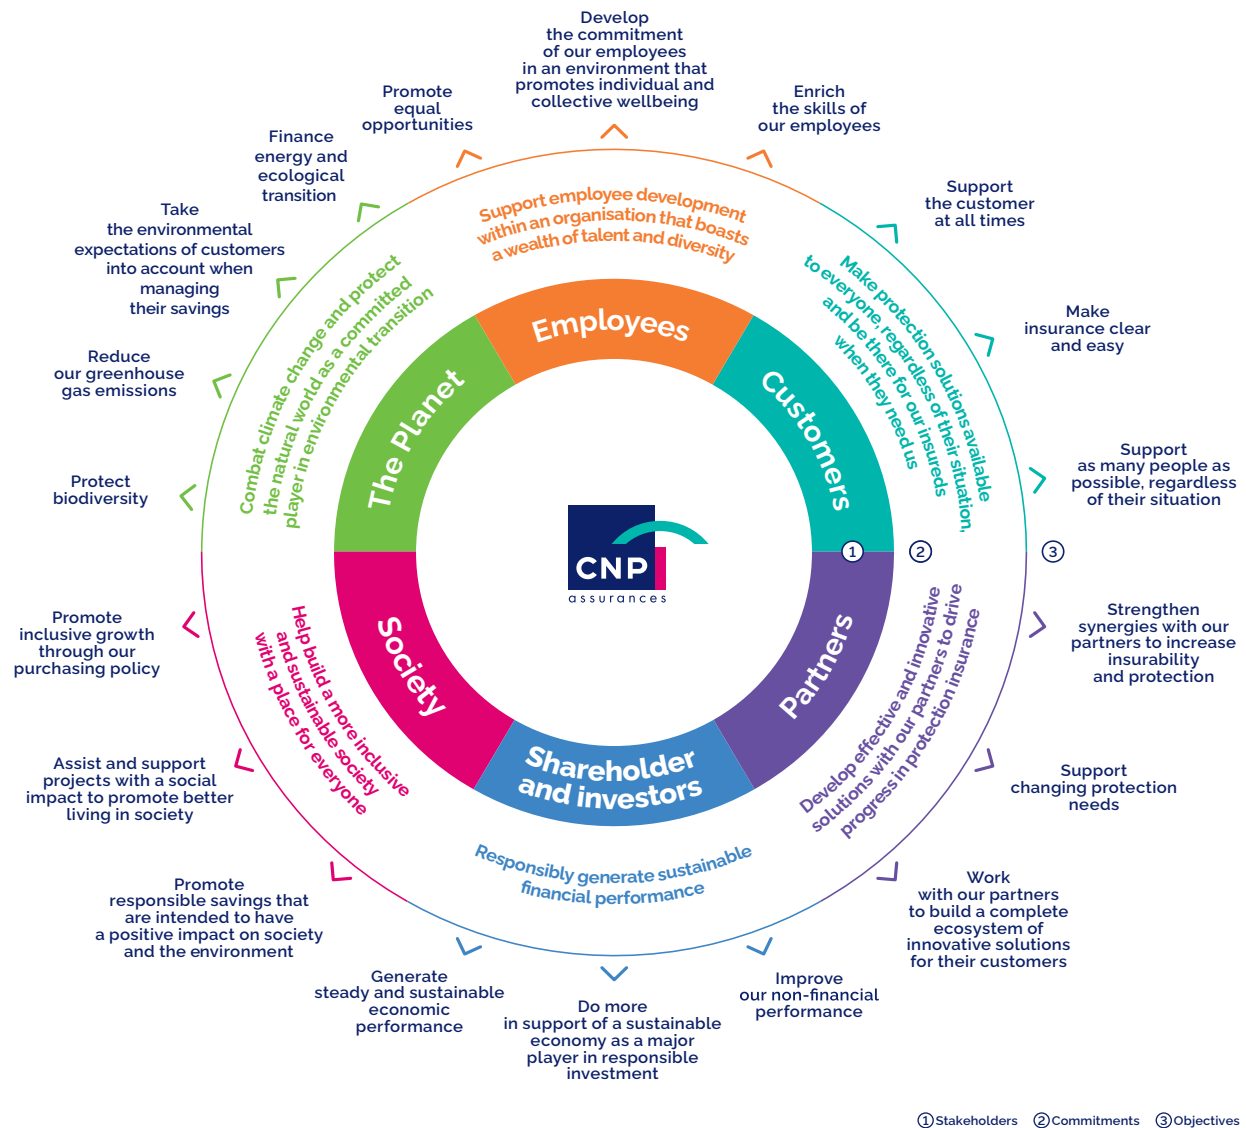 Develop
the commitment
of our employees
in an environment that
promotes individual and
collective wellbeing
Promote
equal
opportunities
Enrich
the skills of
our employees
Finance
energy and
ecological
transition
Support
the customer
at all times
Take
the environmental
expectations of customers
into account when
managing
their savings
Make
insurance clear
and easy
Reduce
our greenhouse
gas emissions
Support
as many people as
possible, regardless
of their situation
Protect
biodiversity
Support employee development
within an organisation that boasts
a wealth of talent and diversity
Make protection solutions available
to everyone, regardless of their situation,
and be there for our insureds
when they need us
Combat climate change and protect
the natural world as a committed
player in environmental transition
Employees
Customers
The Planet
CNP
assurances
1
2
3
Society
Partners
Shareholder
and investors
Help build a more inclusive
and sustainable society
with a place for everyone
Develop effective and innovative
solutions with our partners to drive
progress in protection insurance
Responsibly generate sustainable
financial performance
Promote
inclusive growth
through our
purchasing policy
Strengthen
synergies with our
partners to increase
insurability
and protection
Assist and support
projects with a social
impact to promote better
living in society
Support
changing protection
needs
Promote
responsible savings that
are intended to have
a positive impact on society
and the environment
Work
with our partners
to build a complete
ecosystem of
innovative solutions
for their customers
Generate
steady and sustainable
economic
performance
Do more
in support of a sustainable
economy as a major
player in responsible
investment
Improve
our non-financial
performance
1 Stakeholders 2 Commitments 3 Objectives